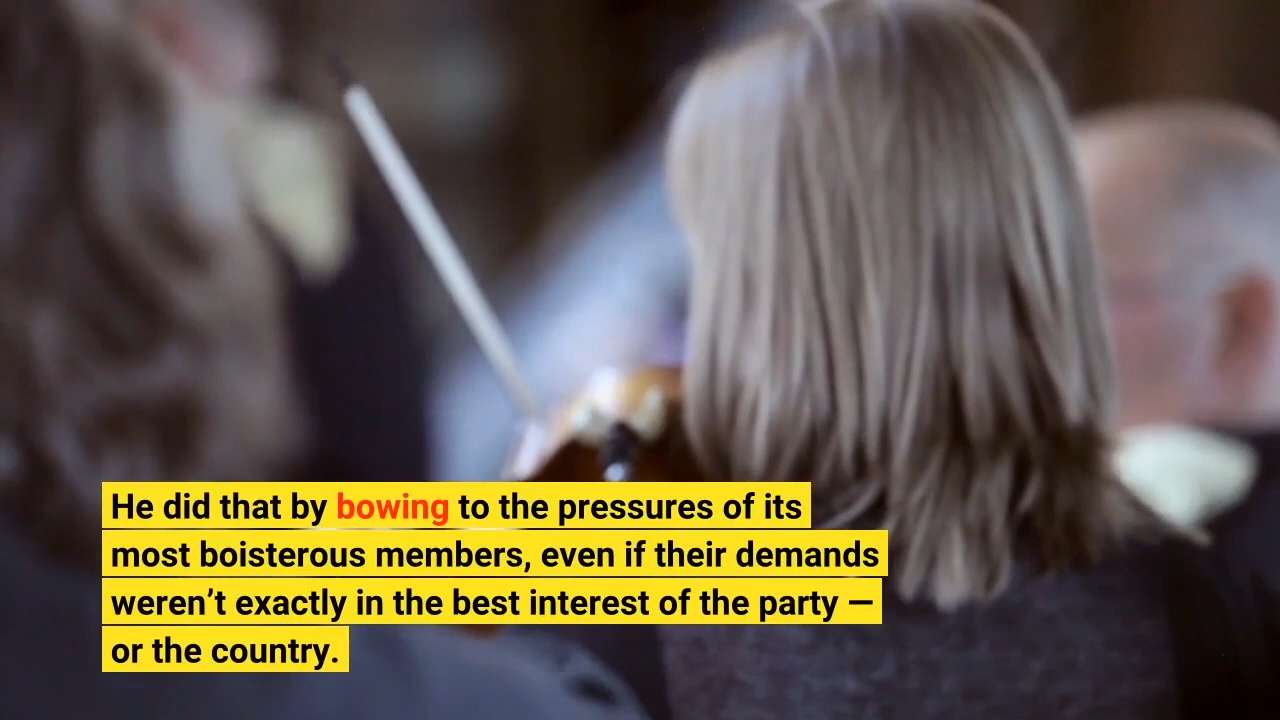 He did that by bowing to the pressures of its
most boisterous members, even if their demands
weren’t exactly in the best interest of the party —
or the country.